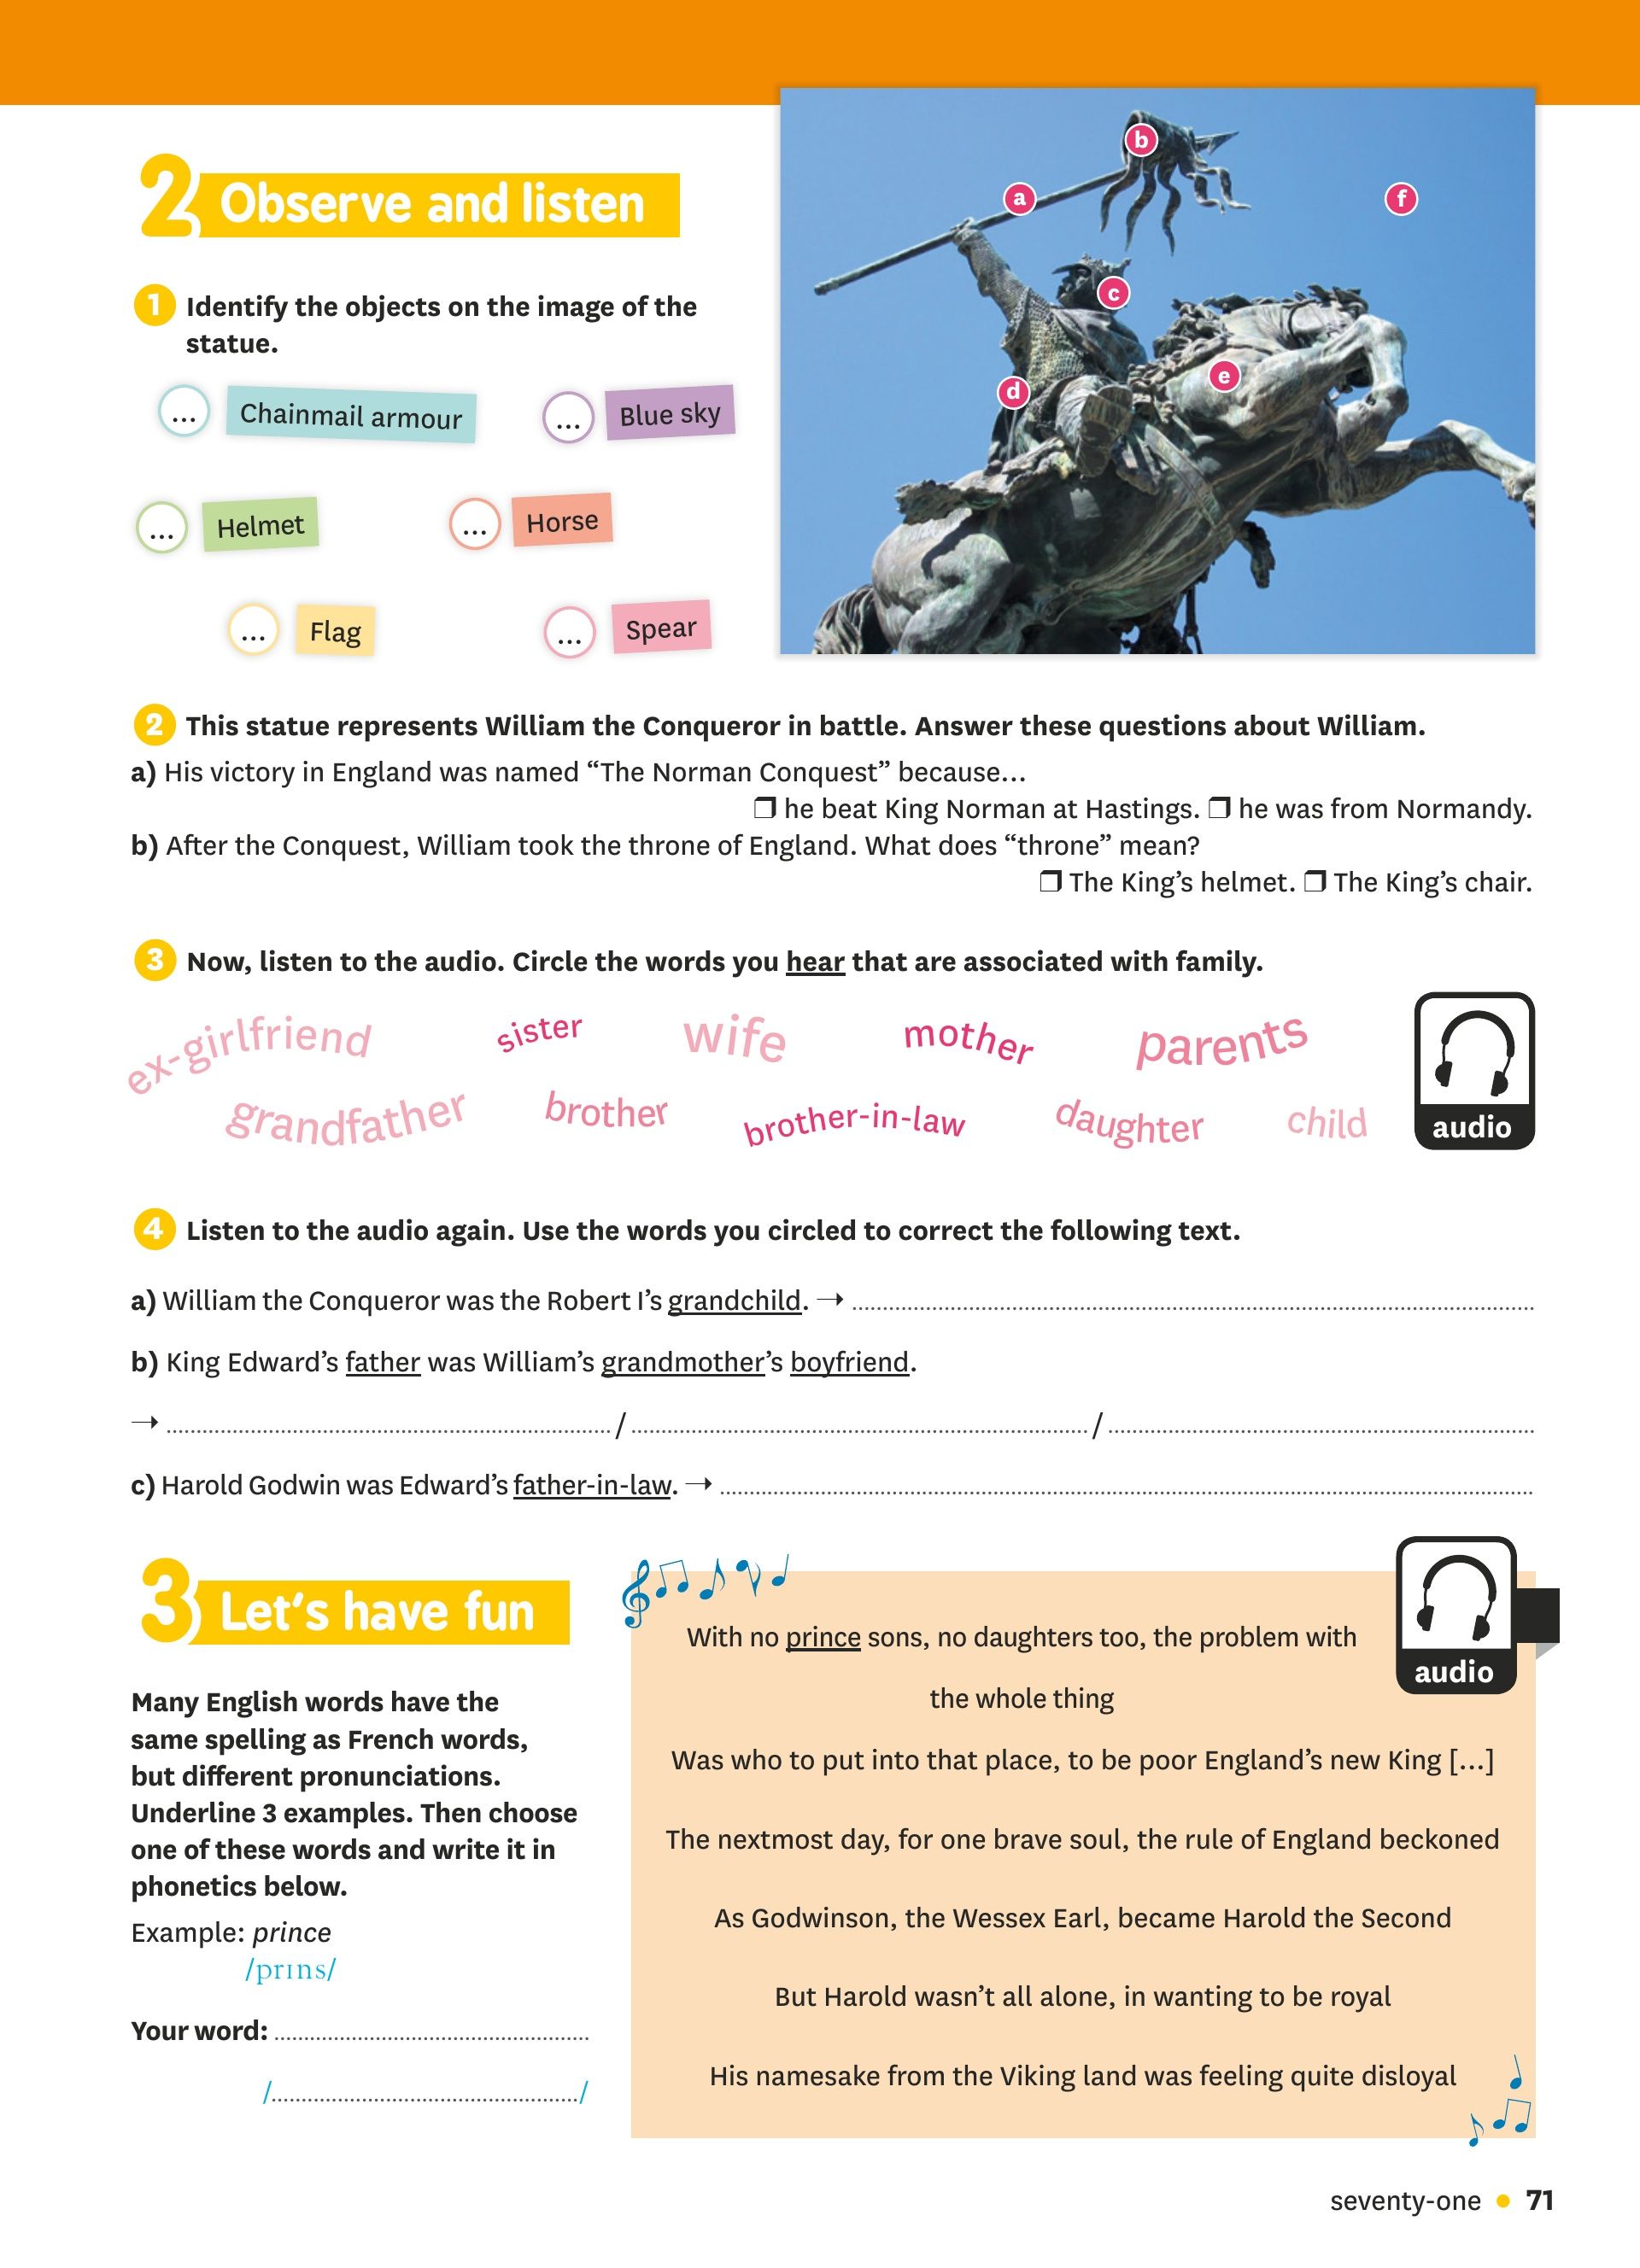 2 Observe and listen
a
b
f
c
d
e
1 Identify the objects on the image of the
statue.
... Chainmail armour
... Blue sky
... Helmet
... Horse
... Flag
... Spear
2 This statue represents William the Conqueror in battle. Answer these questions about William.
a) His victory in England was named “The Norman Conquest” because...
❒ he beat King Norman at Hastings. ❒ he was from Normandy.
b) After the Conquest, William took the throne of England. What does “throne” mean?
❒ The King’s helmet. ❒ The King’s chair.
3 Now, listen to the audio. Circle the words you hear that are associated with family.
ex-girlfriend sister wife mother parents
grandfather brother brother-in-law daughter child
audio
4 Listen to the audio again. Use the words you circled to correct the following text.
a) William the Conqueror was the Robert I’s grandchild. → ........................
b) King Edward’s father was William’s grandmother’s boyfriend.
→ ........................ / ........................ / ........................
c) Harold Godwin was Edward’s father-in-law. → ........................
3 Let’s have fun
Many English words have the
same spelling as French words,
but different pronunciations.
Underline 3 examples. Then choose
one of these words and write it in
phonetics below.
Example: prince
/prɪns/
Your word: ........................
/......................../
audio
With no prince sons, no daughters too, the problem with
the whole thing
Was who to put into that place, to be poor England’s new King [...]
The nextmost day, for one brave soul, the rule of England beckoned
As Godwinson, the Wessex Earl, became Harold the Second
But Harold wasn’t all alone, in wanting to be royal
His namesake from the Viking land was feeling quite disloyal
seventy-one • 71